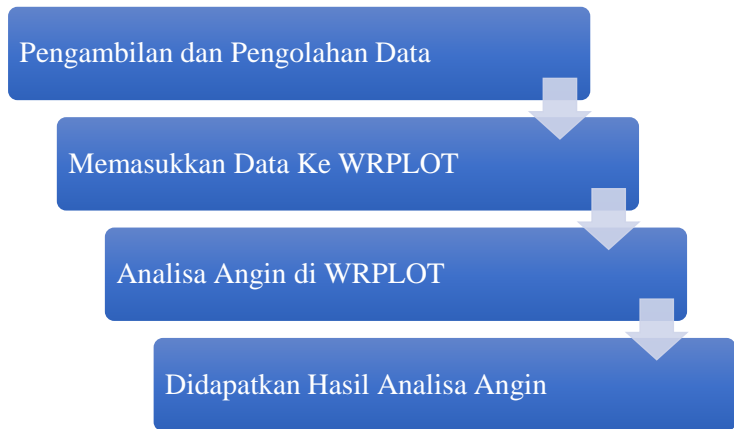 Pengambilan dan Pengolahan Data
Memasukkan Data Ke WRPLOT
Analisa Angin di WRPLOT
Didapatkan Hasil Analisa Angin